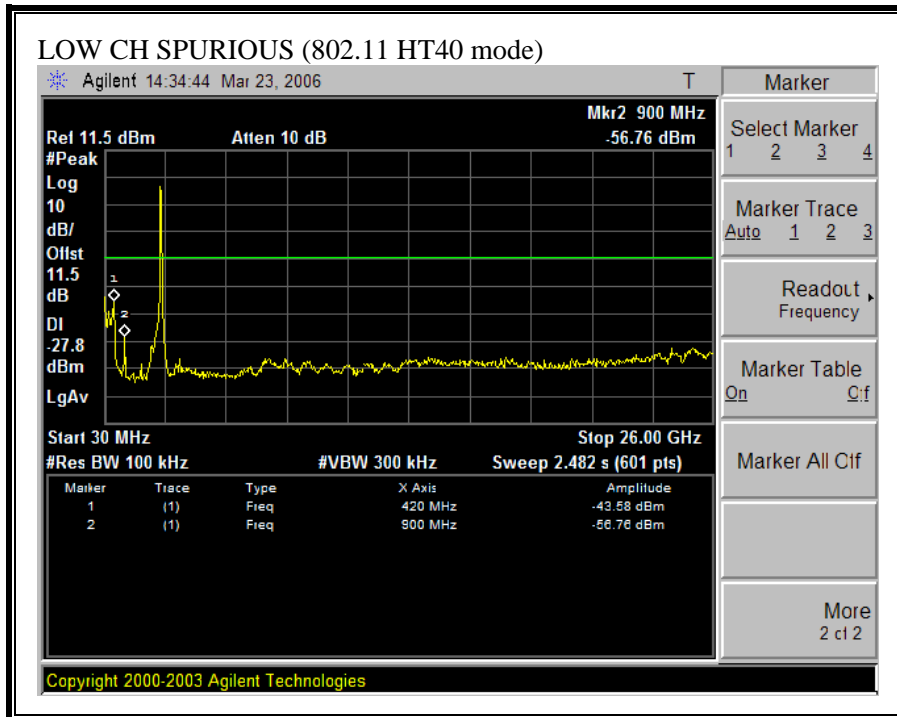 LOW CH SPURIOUS (802.11 HT40 mode)
Agilent 14:34:44 Mar 23, 2006 T
Mkr2 900 MHz
Ref 11.5 dBm Atten 10 dB -56.76 dBm
#Peak
Log
10
dB/
Offst
11.5
dB
DI
-27.8
dBm
LgAv
1
2
Start 30 MHz Stop 26.00 GHz
#Res BW 100 kHz #VBW 300 kHz Sweep 2.482 s (601 pts)
Marker Trace Type X Axis Amplitude
1 (1) Freq 420 MHz -43.58 dBm
2 (1) Freq 900 MHz -56.76 dBm
Copyright 2000-2003 Agilent Technologies
Marker
Select Marker
1 2 3 4
Marker Trace
Auto 1 2 3
Readout
Frequency
Marker Table
On Off
Marker All Off
More
2 of 2